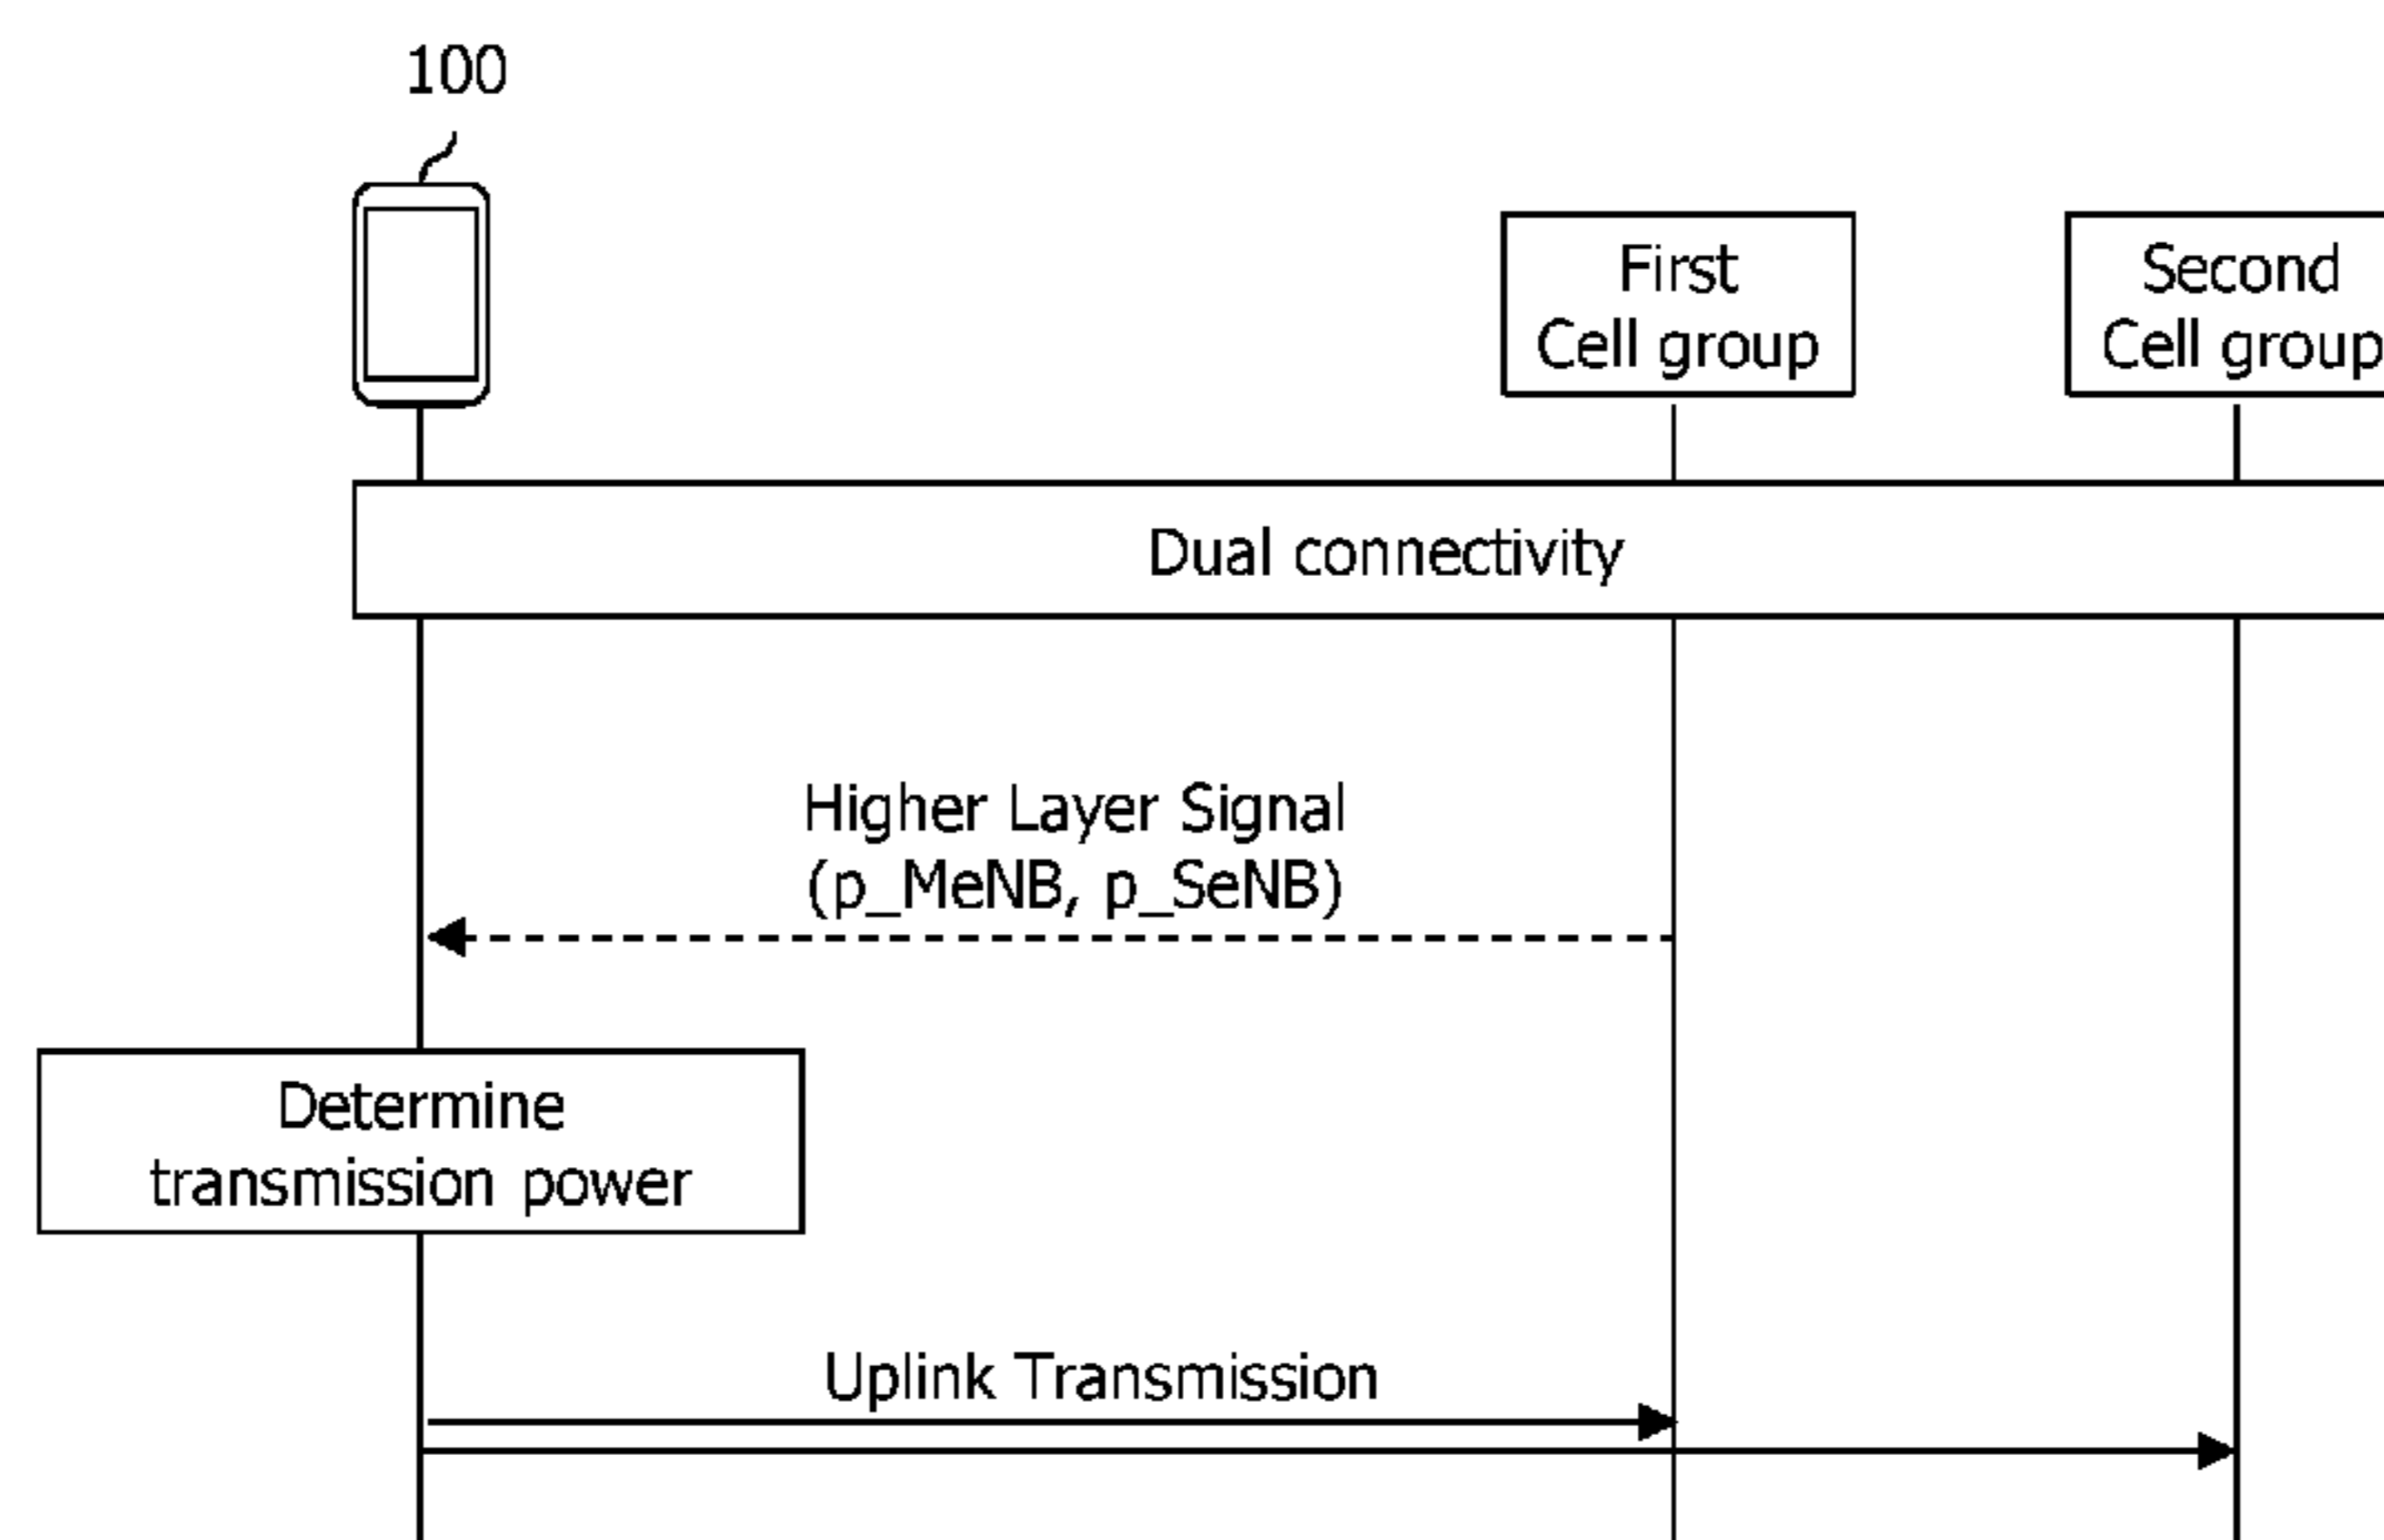 100
First
Cell group
Second
Cell group
Dual connectivity
Higher Layer Signal
(p_MeNB, p_SeNB)
Determine
transmission power
Uplink Transmission